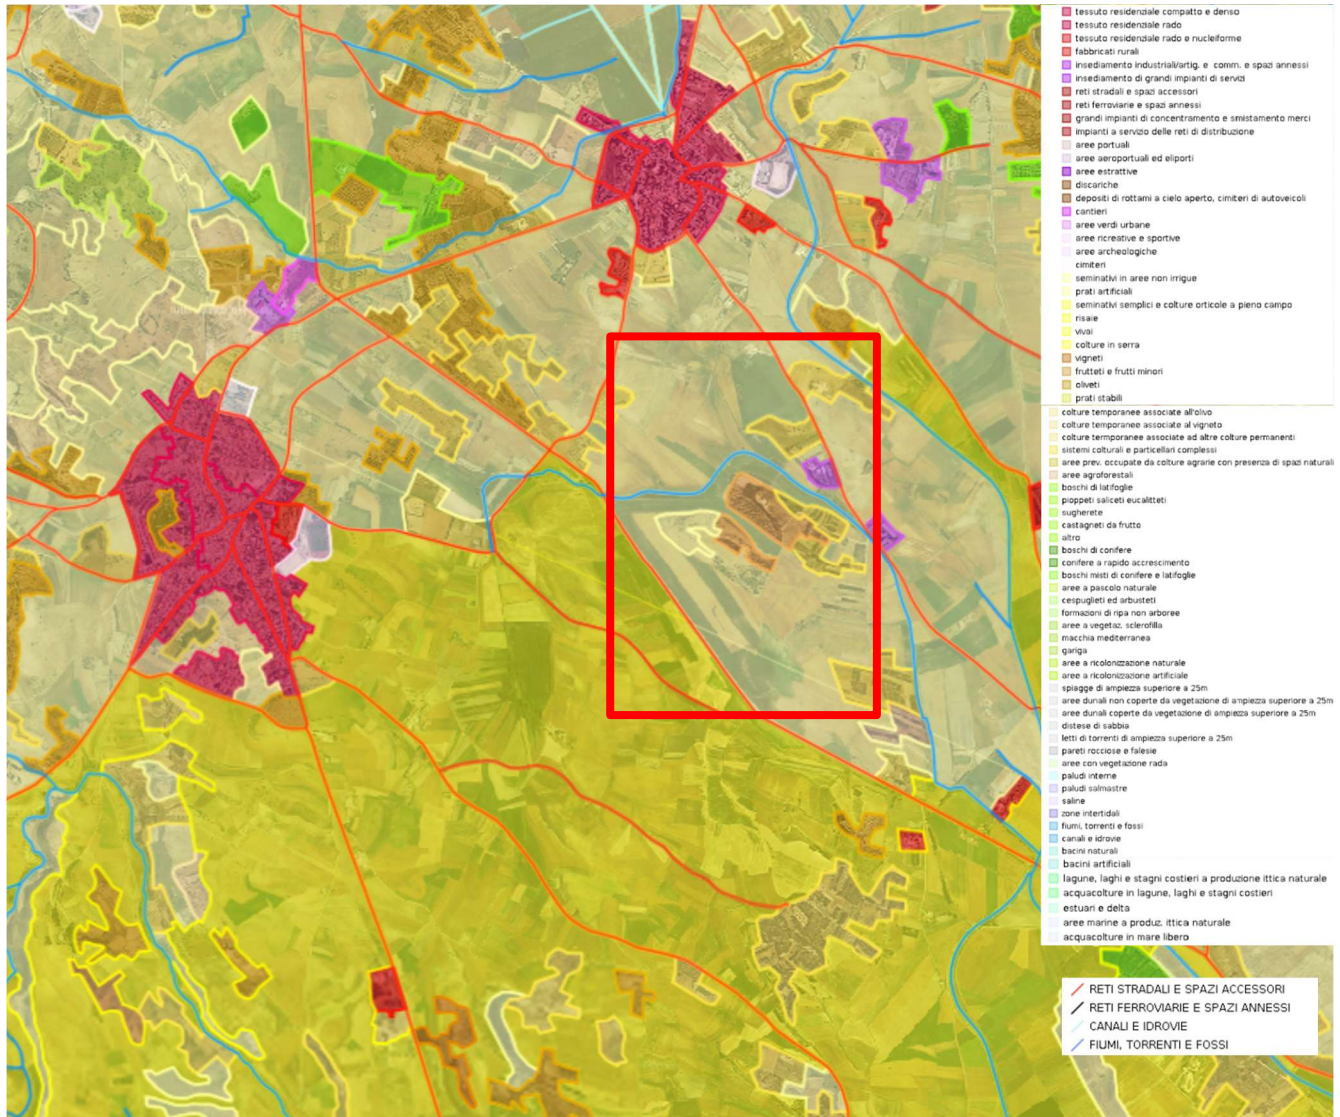 tessuto residenziale compatto e denso
tessuto residenziale rado
tessuto residenziale rado e nucleiforme
fabbricati rurali
insediamento industriali/artig. e comm. e spazi annessi
insediamento di grandi impianti di servizi
reti stradali e spazi accessori
reti ferroviarie e spazi annessi
grandi impianti di concentramento e smistamento merci
impianti a servizio delle reti di distribuzione
aree portuali
aree aeroportuali ed eliporti
aree estrattive
discariche
depositi di rottami a cielo aperto, cimiteri di autoveicoli
cantieri
aree verdi urbane
aree ricreative e sportive
aree archeologiche
cimiteri
seminativi in aree non irrigue
prati artificiali
seminativi semplici e colture orticole a pieno campo
risaie
vivai
colture in serra
vigneti
frutteti e frutti minori
oliveti
prati stabili
colture temporanee associate all'olivo
colture temporanee associate al vigneto
colture temporanee associate ad altre colture permanenti
sistemi colturali e particellari complessi
aree prev. occupate da colture agrarie con presenza di spazi naturali
aree agroforestali
boschi di latifoglie
pioppeti saliceti eucalitteti
sugherete
castagneti da frutto
altro
boschi di conifere
conifere a rapido accrescimento
boschi misti di conifere e latifoglie
aree a pascolo naturale
cespuglieti ed arbusteti
formazioni di ripa non arboree
aree a vegetaz. sclerofilla
macchia mediterranea
gariga
aree a ricolonizzazione naturale
aree a ricolonizzazione artificiale
spiagge di ampiezza superiore a 25m
aree dunali non coperte da vegetazione di ampiezza superiore a 25m
aree dunali coperte da vegetazione di ampiezza superiore a 25m
distese di sabbia
letti di torrenti di ampiezza superiore a 25m
pareti rocciose e falesie
aree con vegetazione rada
paludi interne
paludi salmastre
saline
zone intertidali
fiumi, torrenti e fossi
canali e idrovie
bacini naturali
bacini artificiali
lagune, laghi e stagni costieri a produzione ittica naturale
acquacolture in lagune, laghi e stagni costieri
estuari e delta
aree marine a produz. ittica naturale
acquacolture in mare libero
RETI STRADALI E SPAZI ACCESSORI
RETI FERROVIARIE E SPAZI ANNESSI
CANALI E IDROVIE
FIUMI, TORRENTI E FOSSI